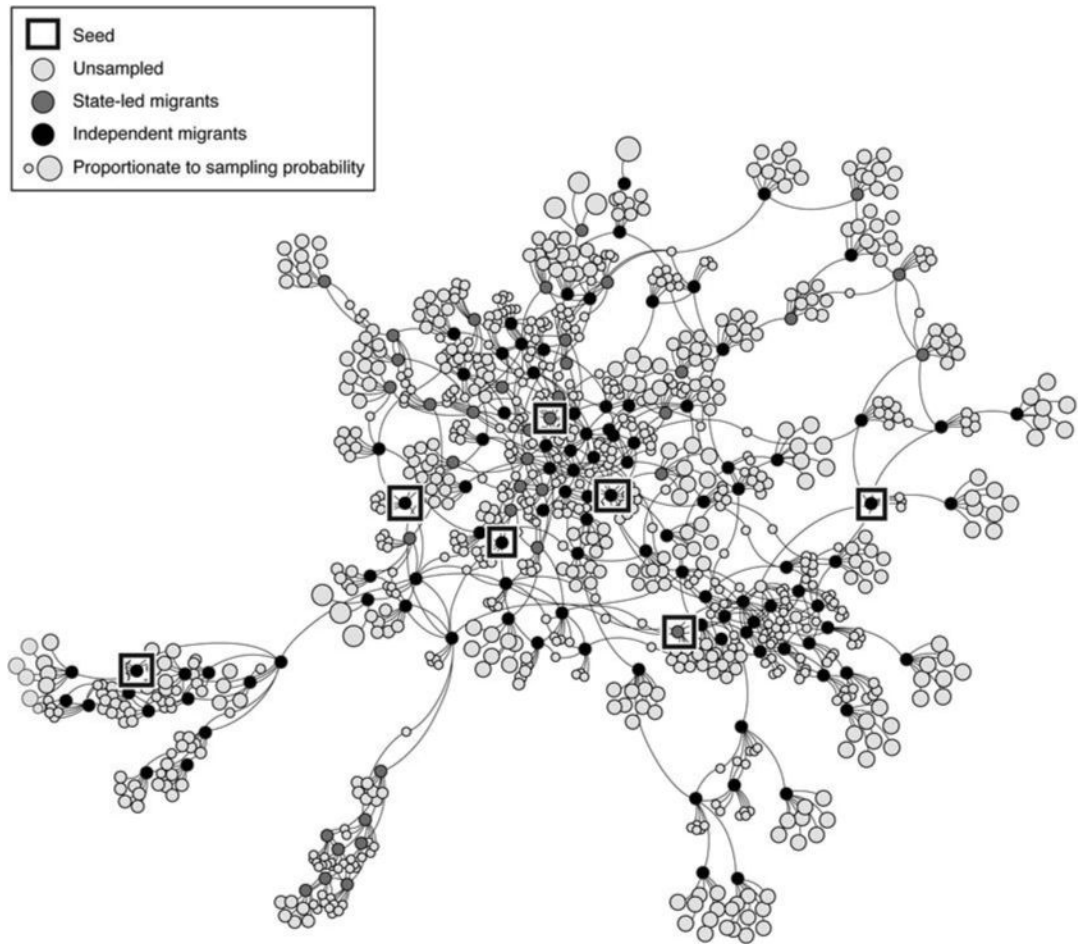 Seed
Unsampled
State-led migrants
Independent migrants
Proportionate to sampling probability